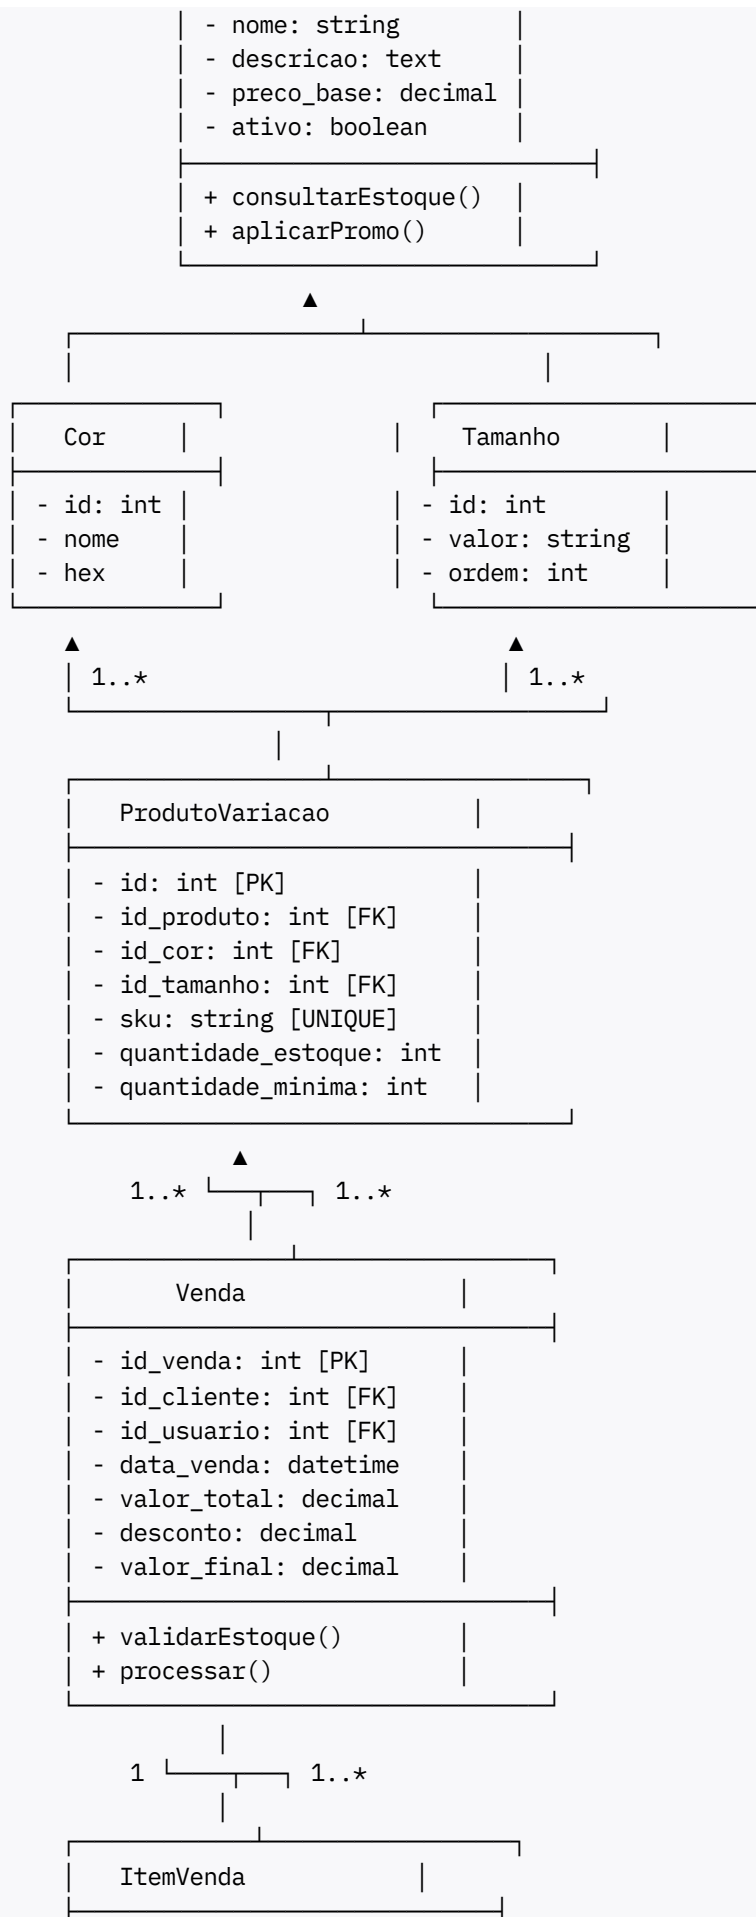 - nome: string
- descricao: text
- preco_base: decimal
- ativo: boolean
+ consultarEstoque()
+ aplicarPromo()
Cor Tamanho
- id: int - id: int
- nome - valor: string
- hex - ordem: int
1..* 1..*
ProdutoVariacao
- id: int [PK]
- id_produto: int [FK]
- id_cor: int [FK]
- id_tamanho: int [FK]
- sku: string [UNIQUE]
- quantidade_estoque: int
- quantidade_minima: int
1..* 1..*
Venda
- id_venda: int [PK]
- id_cliente: int [FK]
- id_usuario: int [FK]
- data_venda: datetime
- valor_total: decimal
- desconto: decimal
- valor_final: decimal
+ validarEstoque()
+ processar()
1 1..*
ItemVenda